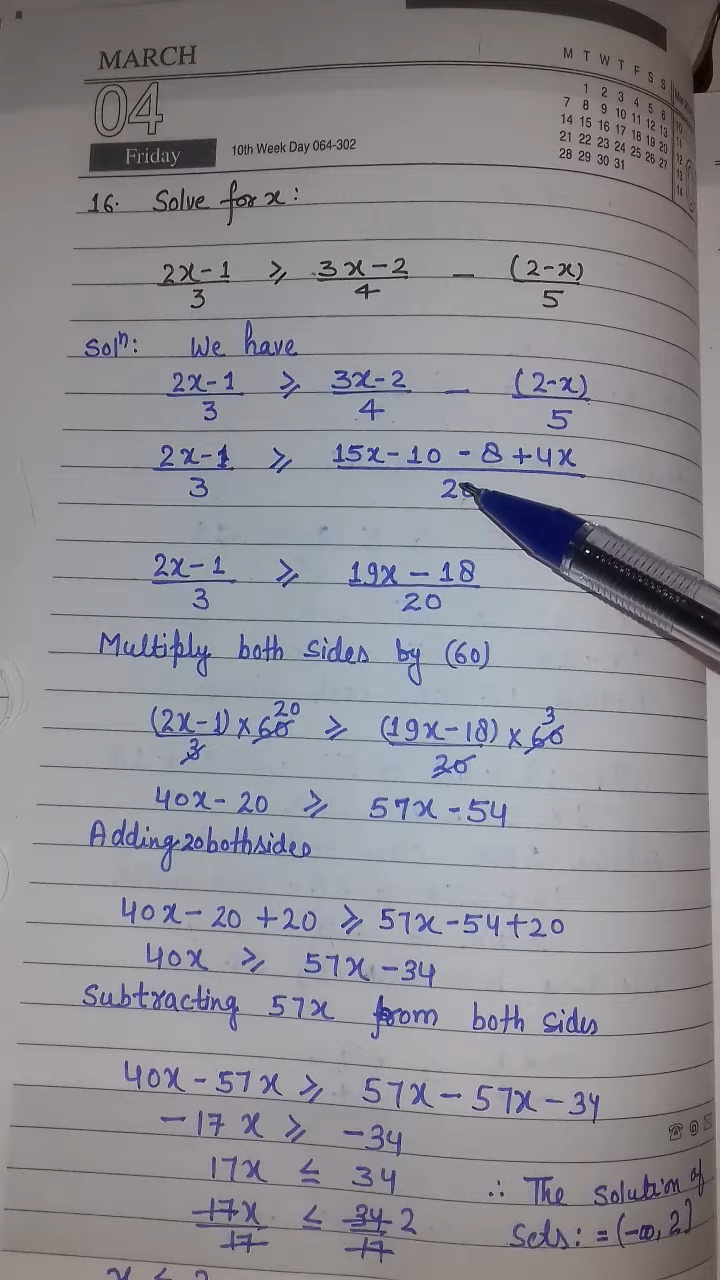 MARCH
04
Friday
10th Week Day 064-302
M T W T F S S
1 2 3 4 5 6
7 8 9 10 11 12 13
14 15 16 17 18 19 20
21 22 23 24 25 26 27
28 29 30 31
16. Solve for x:
(2x-1)/3 ≥ (3x-2)/4 - (2-x)/5
Solⁿ: We have
(2x-1)/3 ≥ (3x-2)/4 - (2-x)/5
(2x-1)/3 ≥ (15x-10-8+4x)/20
(2x-1)/3 ≥ (19x-18)/20
Multiply both sides by (60)
(2x-1)/3 × 60 20 ≥ (19x-18)/20 × 60 3
40x-20 ≥ 57x-54
Adding 20 both sides
40x-20+20 ≥ 57x-54+20
40x ≥ 57x-34
Subtracting 57x from both sides
40x-57x ≥ 57x-57x-34
-17x ≥ -34
17x ≤ 34
17x/17 ≤ 34/17 2
∴ The solution of
Sets: = (-∞, 2]